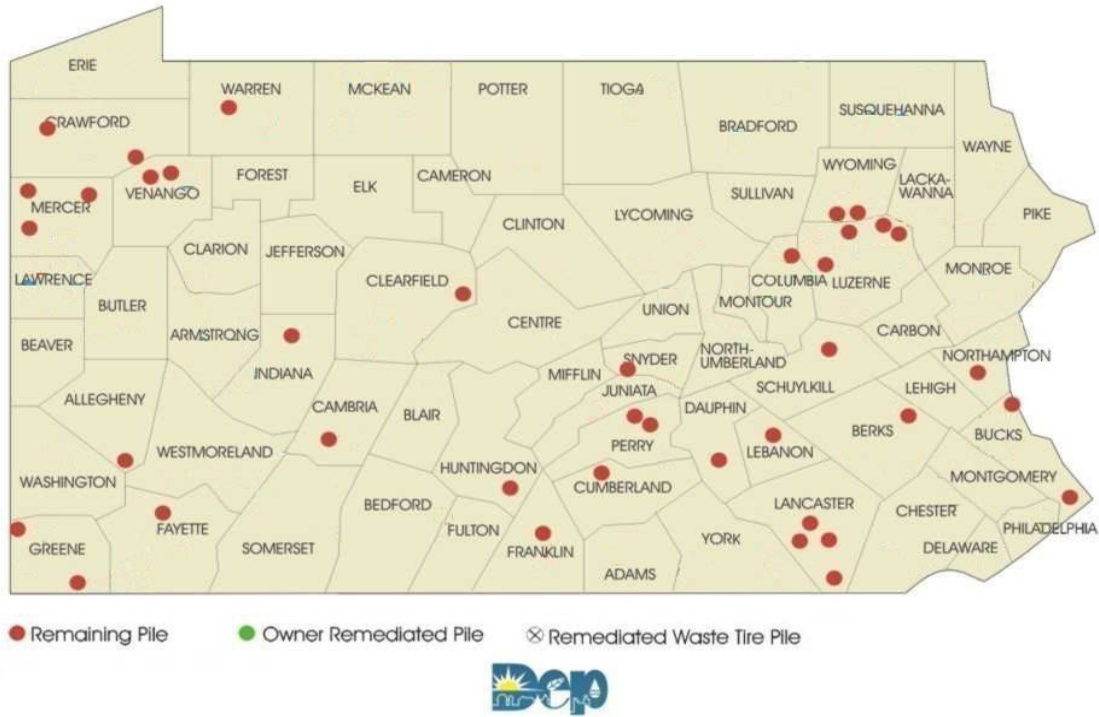 ERIE
WARREN
MCKEAN
POTTER
TIOGA
BRADFORD
SUSQUEHANNA
WAYNE
CRAWFORD
FOREST
ELK
CAMERON
SULLIVAN
WYOMING
LACKA-
WANNA
PIKE
MERCER
VENANGO
CLARION
JEFFERSON
CLINTON
LYCOMING
LAWRENCE
BUTLER
CLEARFIELD
COLUMBIA
LUZERNE
MONROE
BEAVER
ARMSTRONG
INDIANA
CENTRE
UNION
MONTOUR
CARBON
ALLEGHENY
CAMBRIA
BLAIR
MIFFLIN
SNYDER
JUNIATA
NORTH-
UMBERLAND
SCHUYLKILL
LEHIGH
NORTHAMPTON
WASHINGTON
WESTMORELAND
HUNTINGDON
PERRY
DAUPHIN
LEBANON
BERKS
BUCKS
GREENE
FAYETTE
SOMERSET
BEDFORD
FULTON
FRANKLIN
CUMBERLAND
ADAMS
YORK
LANCASTER
CHESTER
MONTGOMERY
DELAWARE
PHILADELPHIA
Remaining Pile
Owner Remediated Pile
Remediated Waste Tire Pile
Dep